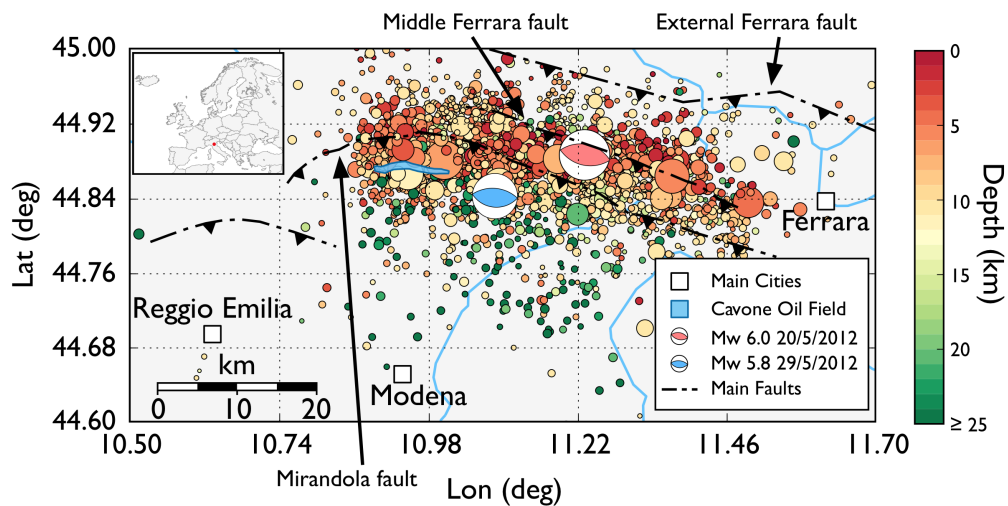 Middle Ferrara fault
External Ferrara fault
45.00
44.92
44.84
44.76
44.68
44.60
Lat (deg)
10.50
10.74
10.98
11.22
11.46
11.70
Lon (deg)
Ferrara
Reggio Emilia
Modena
km
0
10
20
Mirandola fault
Main Cities
Cavone Oil Field
Mw 6.0 20/5/2012
Mw 5.8 29/5/2012
Main Faults
0
5
10
15
20
≥ 25
Depth (km)